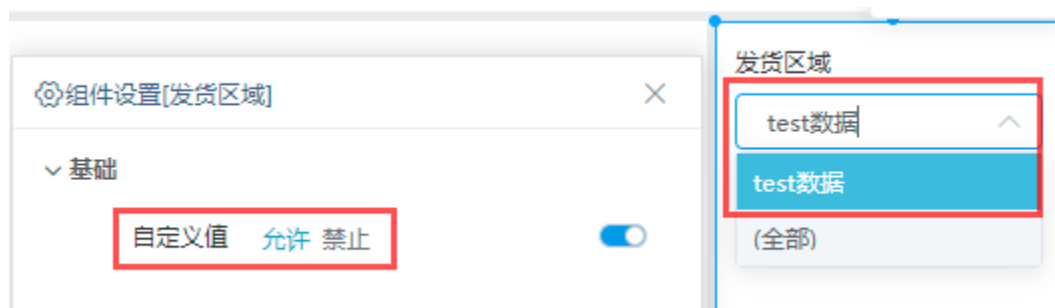 组件设置[发货区域]
基础
自定义值 允许 禁止
发货区域
test数据
test数据
(全部)